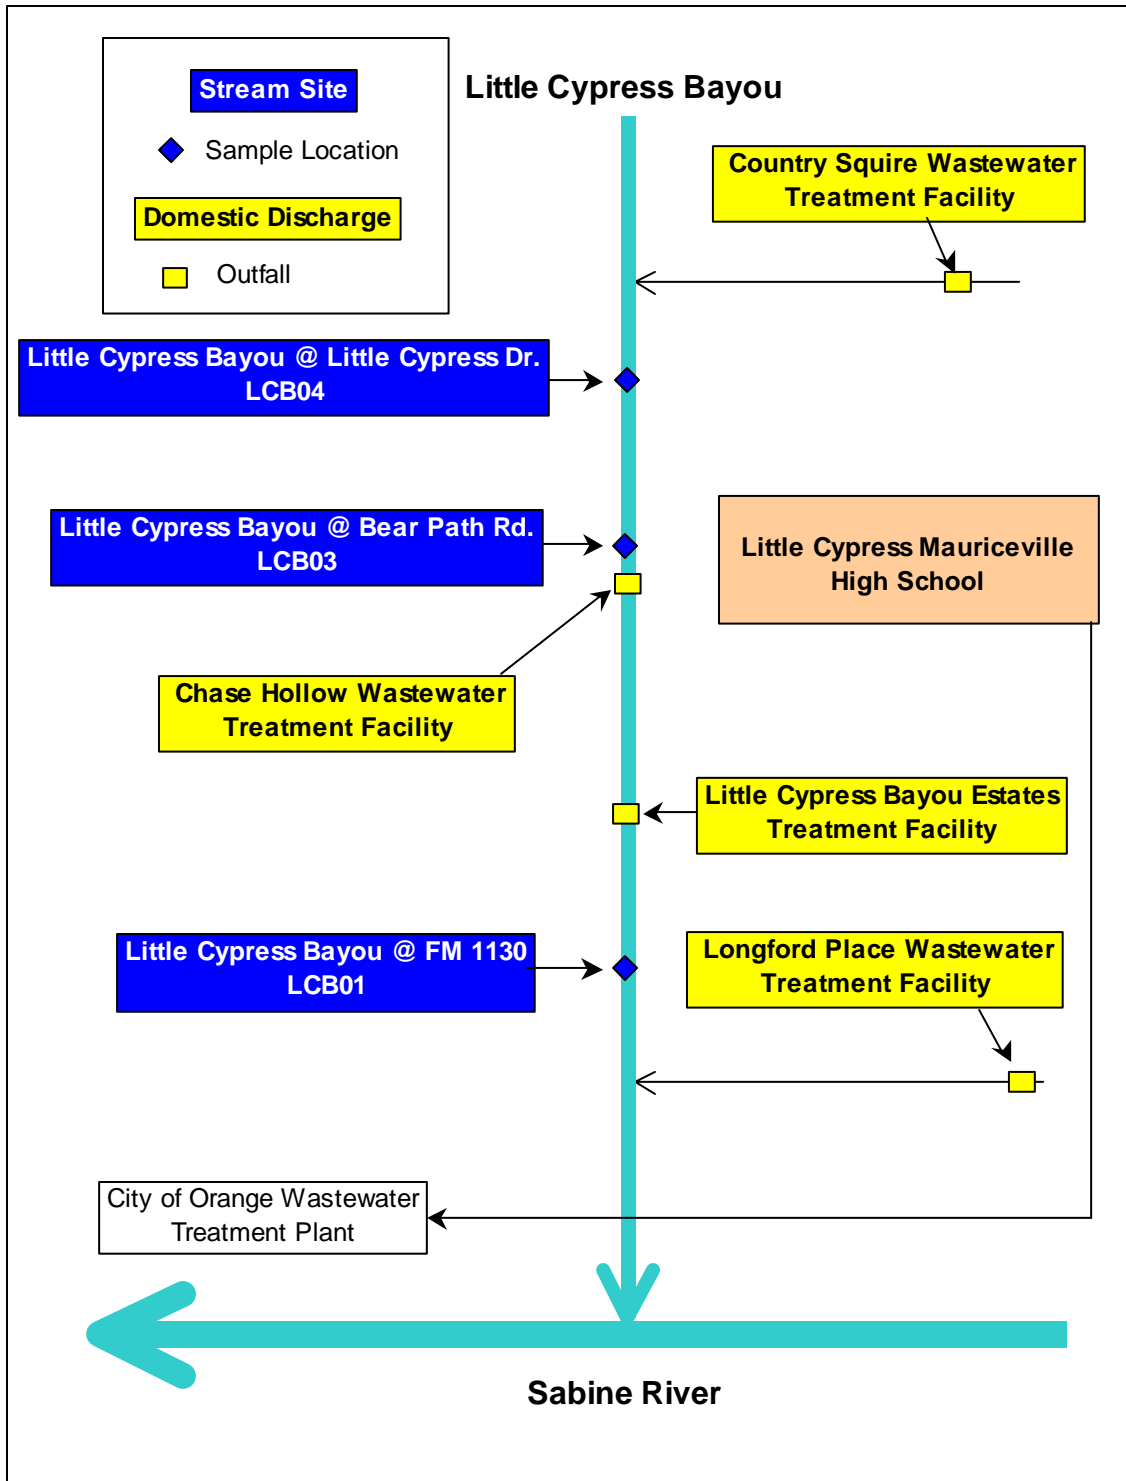 Stream Site
Sample Location
Domestic Discharge
Outfall
Little Cypress Bayou
Country Squire Wastewater
Treatment Facility
Little Cypress Bayou @ Little Cypress Dr.
LCB04
Little Cypress Bayou @ Bear Path Rd.
LCB03
Little Cypress Mauriceville
High School
Chase Hollow Wastewater
Treatment Facility
Little Cypress Bayou Estates
Treatment Facility
Little Cypress Bayou @ FM 1130
LCB01
Longford Place Wastewater
Treatment Facility
City of Orange Wastewater
Treatment Plant
Sabine River